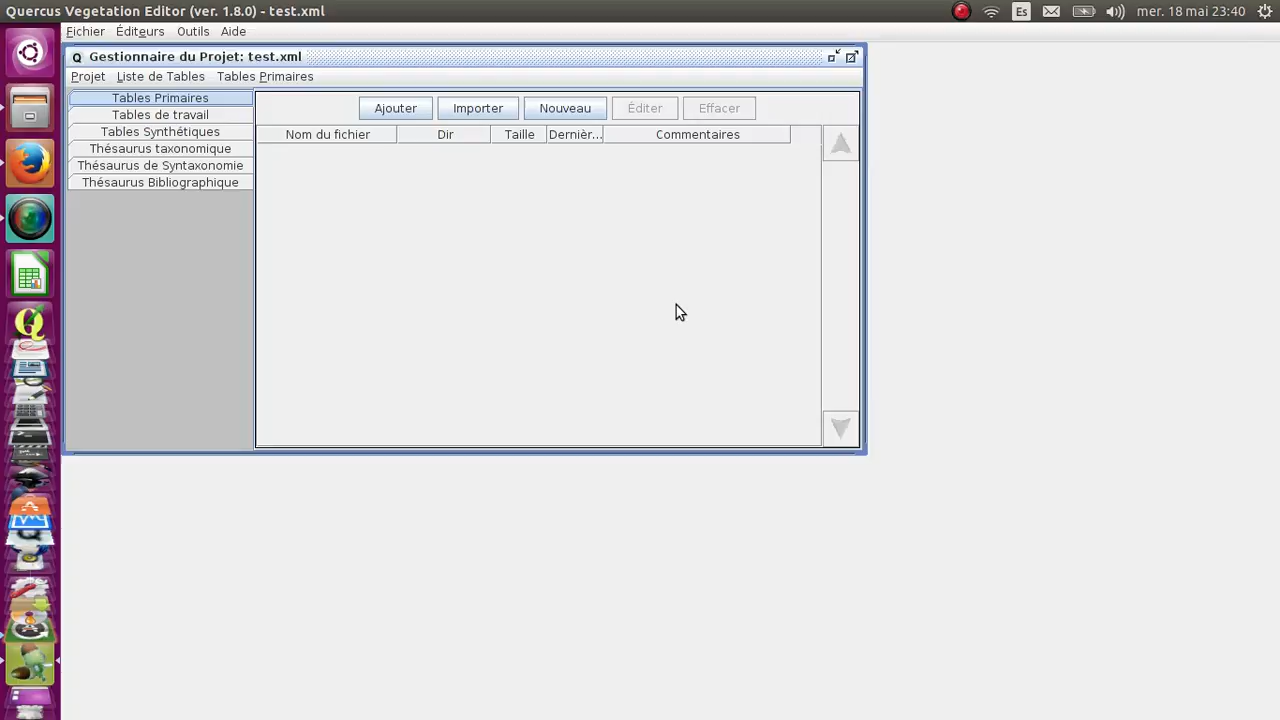 Quercus Vegetation Editor (ver. 1.8.0) - test.xml
Es
mer. 18 mai 23:40
Fichier Éditeurs Outils Aide
Gestionnaire du Projet: test.xml
Projet Liste de Tables Tables Primaires
Tables Primaires
Tables de travail
Tables Synthétiques
Thésaurus taxonomique
Thésaurus de Syntaxonomie
Thésaurus Bibliographique
Ajouter Importer Nouveau Éditer Effacer
Nom du fichier Dir Taille Dernièr... Commentaires